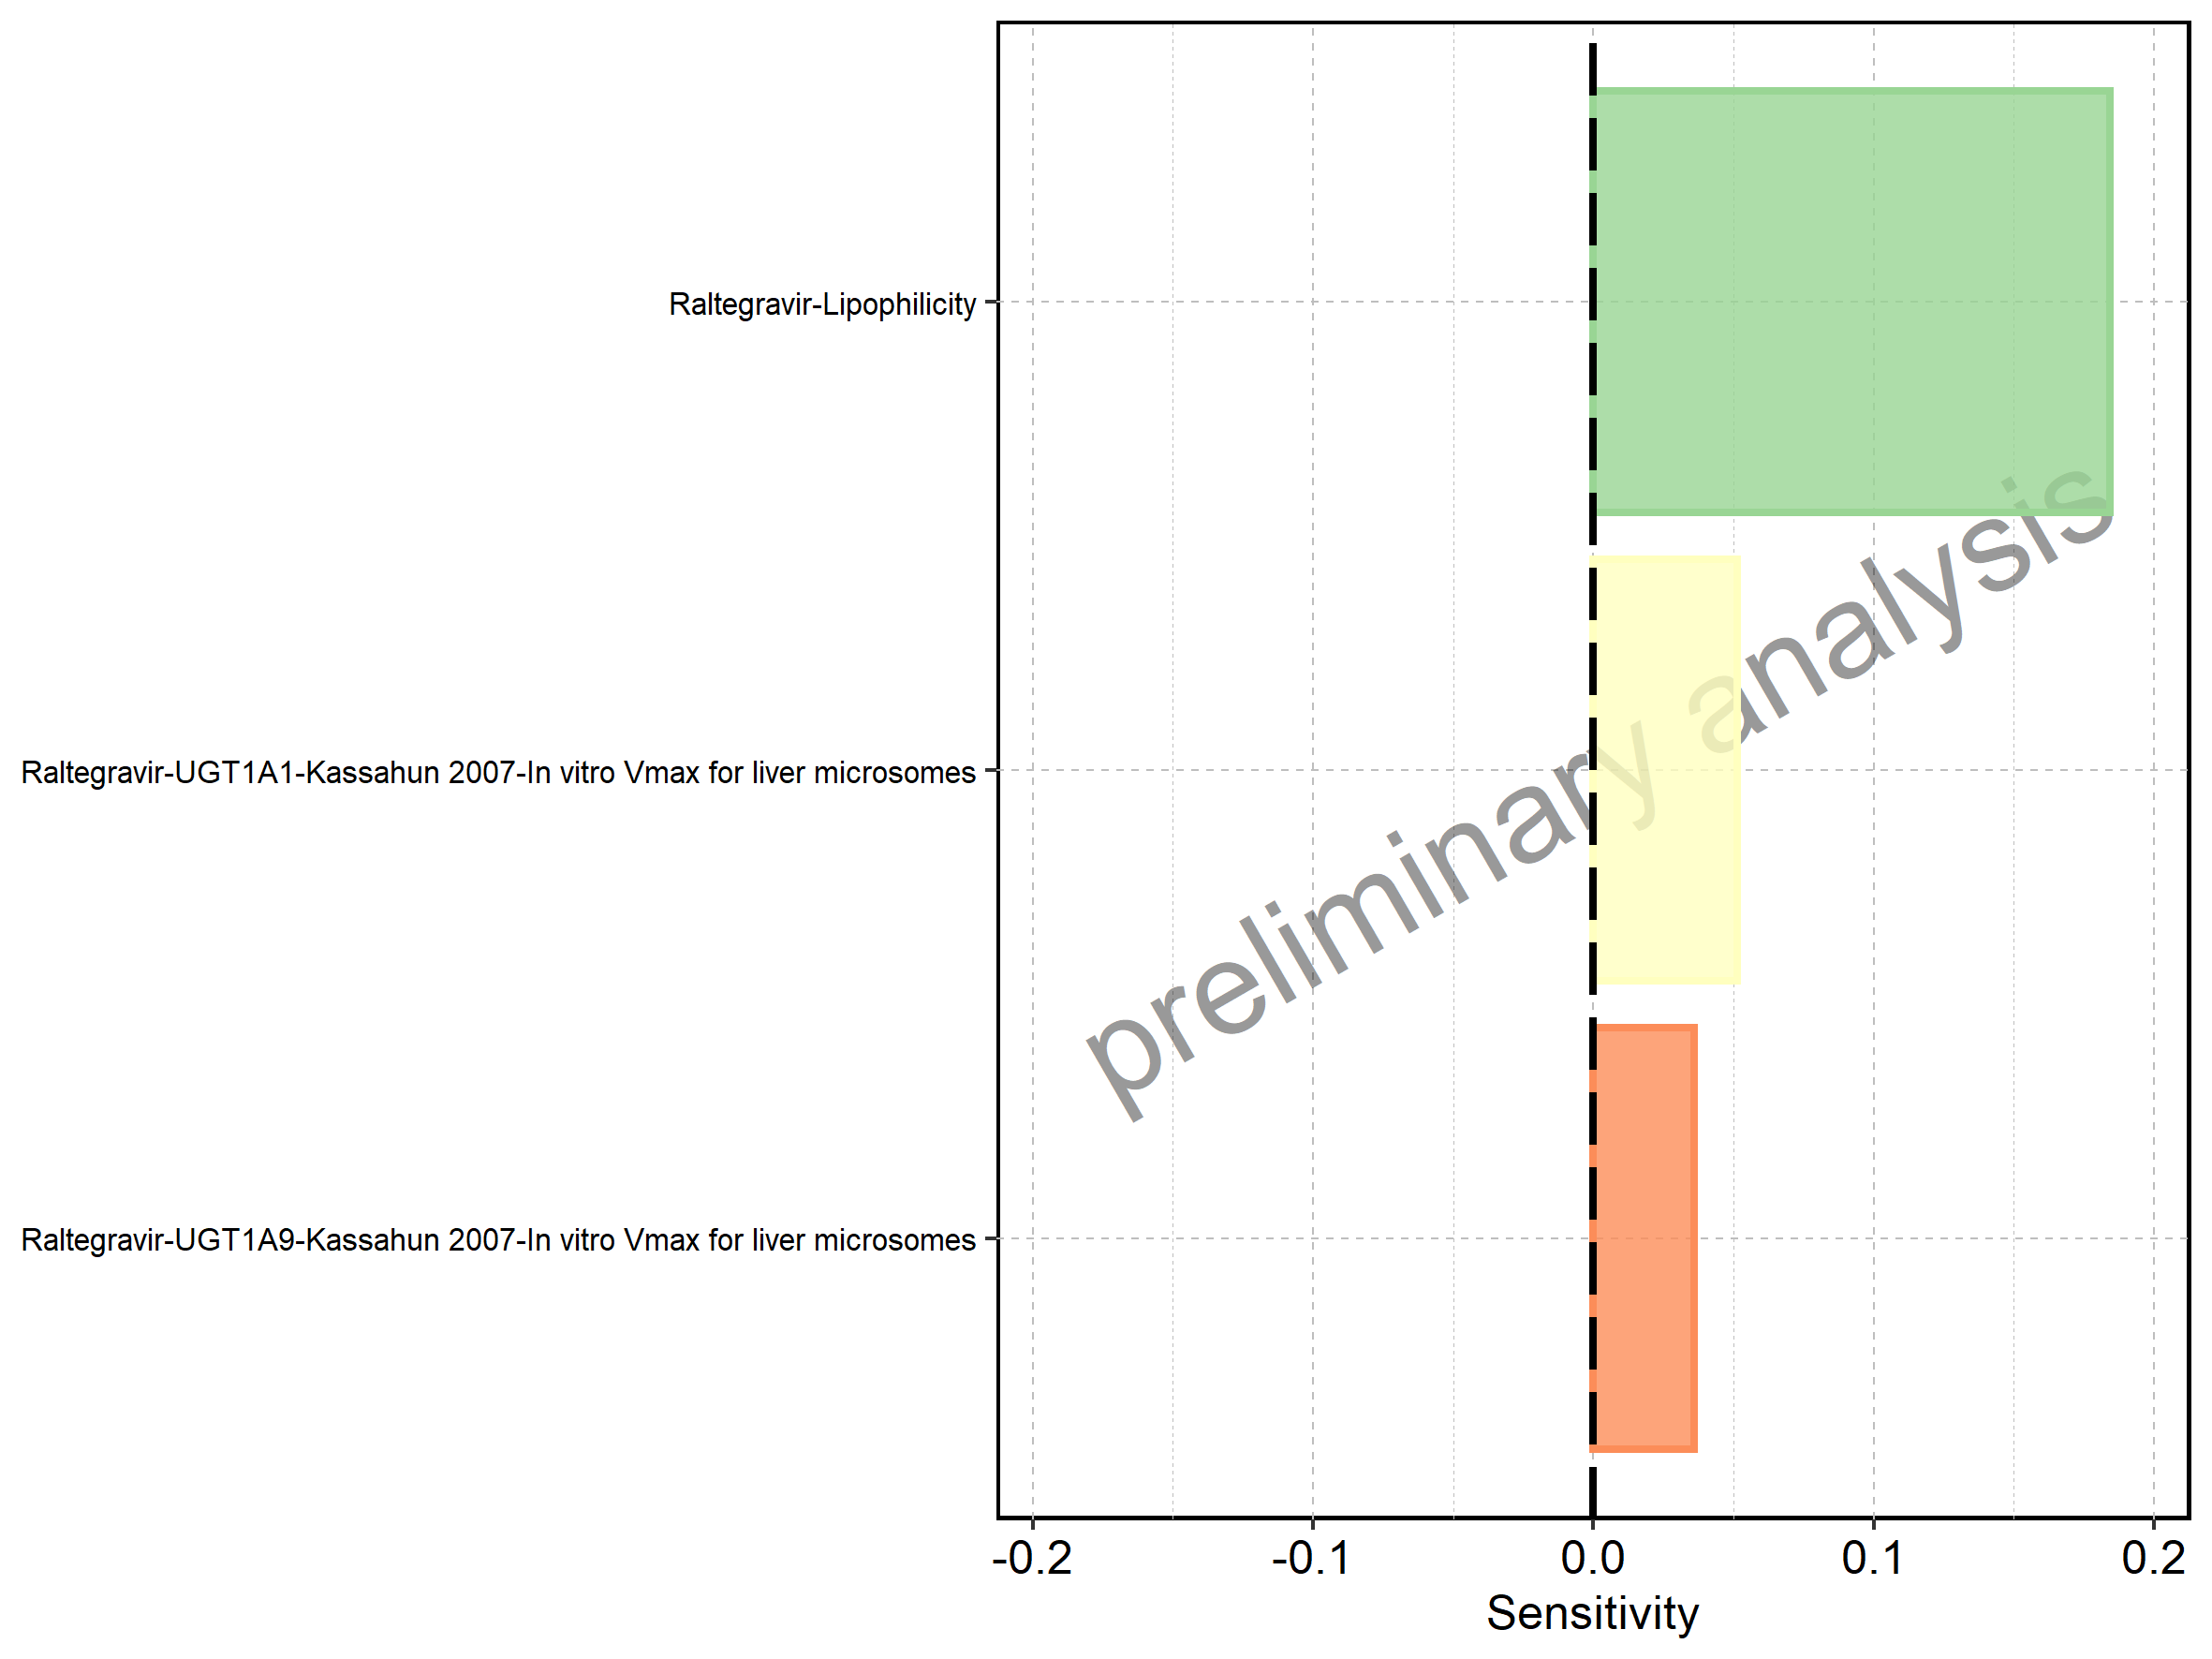 Raltegravir-Lipophilicity
Raltegravir-UGT1A1-Kassahun 2007-In vitro Vmax for liver microsomes
Raltegravir-UGT1A9-Kassahun 2007-In vitro Vmax for liver microsomes
preliminary analysis
-0.2 -0.1 0.0 0.1 0.2
Sensitivity